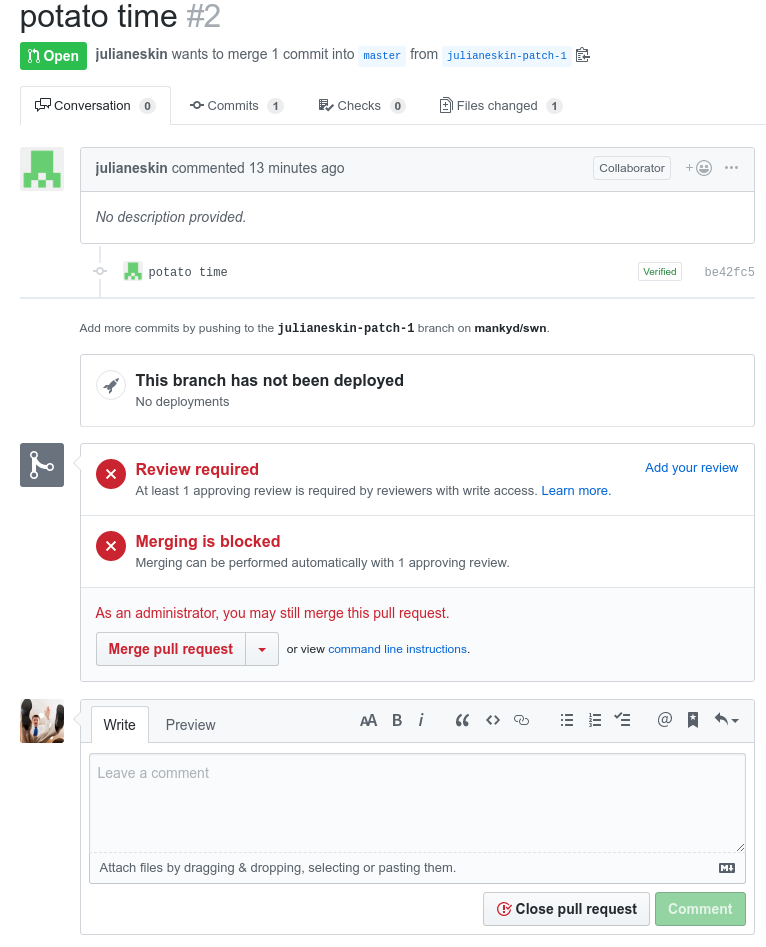 potato time #2
Open julianeskin wants to merge 1 commit into master from julianeskin-patch-1
Conversation 0 Commits 1 Checks 0 Files changed 1
julianeskin commented 13 minutes ago Collaborator
No description provided.
potato time Verified be42fc5
Add more commits by pushing to the julianeskin-patch-1 branch on mankyd/swn.
This branch has not been deployed
No deployments
Review required Add your review
At least 1 approving review is required by reviewers with write access. Learn more.
Merging is blocked
Merging can be performed automatically with 1 approving review.
As an administrator, you may still merge this pull request.
Merge pull request or view command line instructions.
Write Preview AA B i
Leave a comment
Attach files by dragging & dropping, selecting or pasting them.
Close pull request Comment